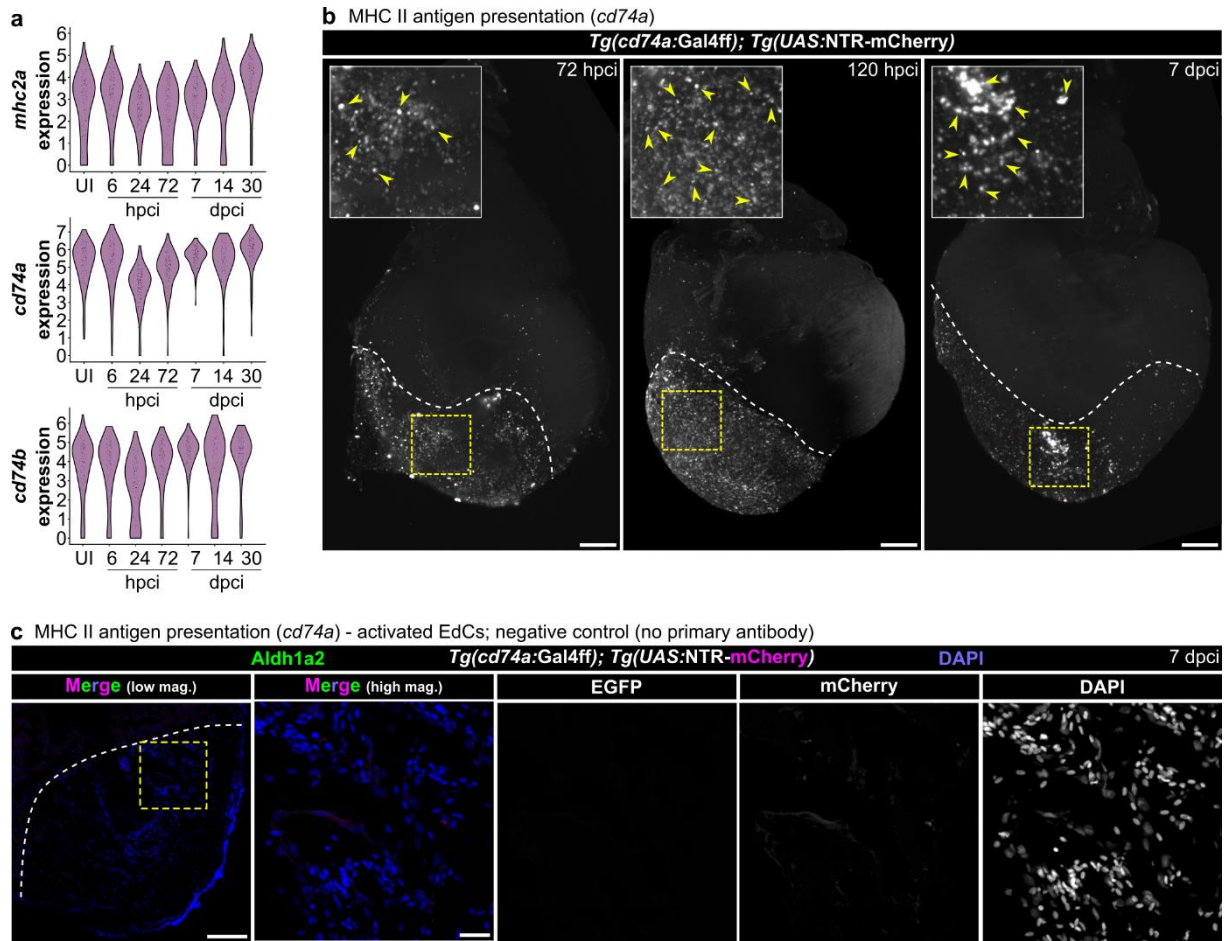 a
mhc2a
expression
6
5
4
3
2
1
0
UI 6 24 72 7 14 30
hpci dpci
cd74a
expression
7
6
5
4
3
2
1
0
UI 6 24 72 7 14 30
hpci dpci
cd74b
expression
6
5
4
3
2
1
0
UI 6 24 72 7 14 30
hpci dpci
b MHC II antigen presentation (cd74a)
Tg(cd74a:Gal4ff); Tg(UAS:NTR-mCherry)
72 hpci
120 hpci
7 dpci
c MHC II antigen presentation (cd74a) - activated EdCs; negative control (no primary antibody)
Aldh1a2 Tg(cd74a:Gal4ff); Tg(UAS:NTR-mCherry) DAPI 7 dpci
Merge (low mag.) Merge (high mag.) EGFP mCherry DAPI